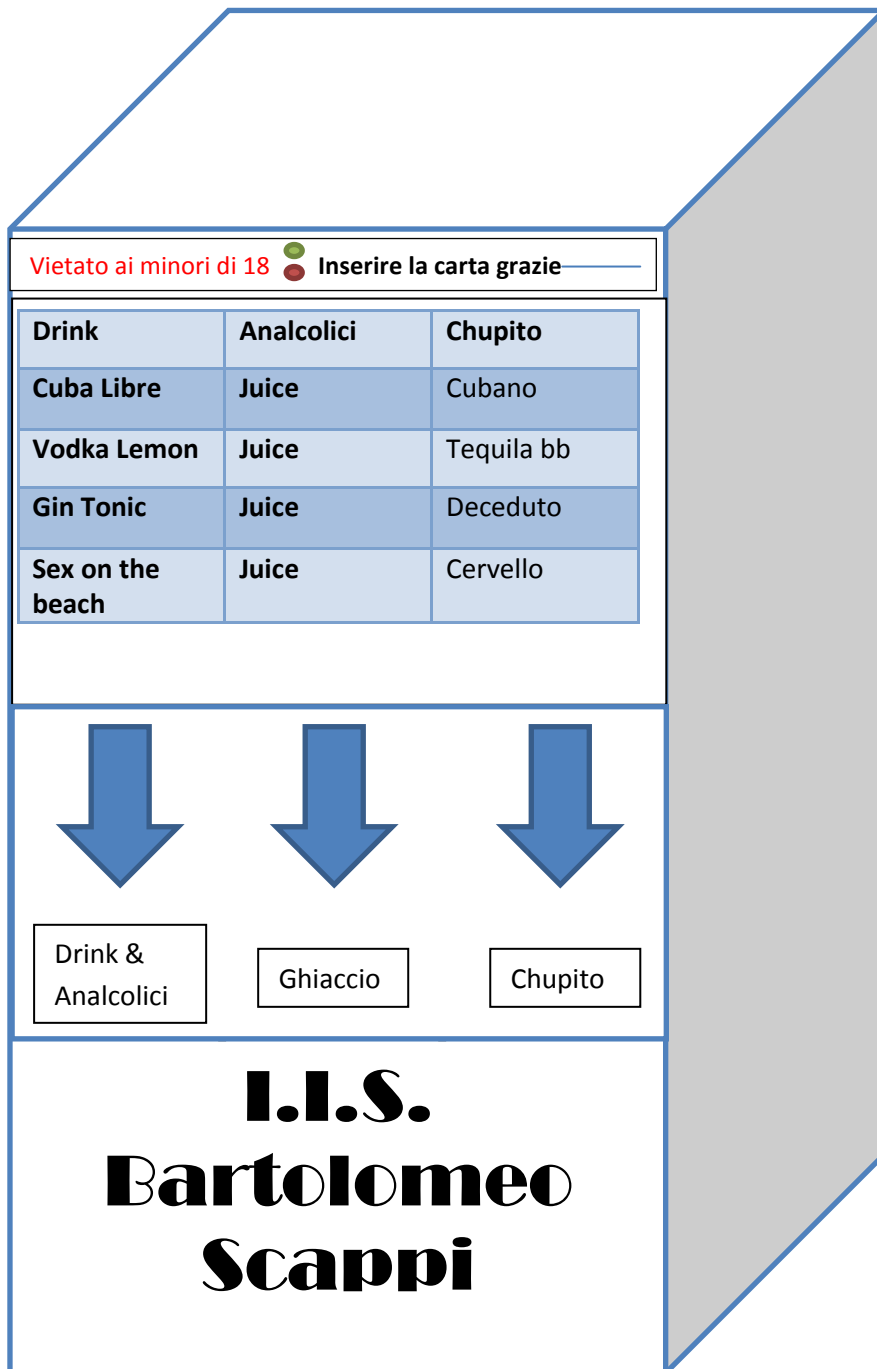 Vietato ai minori di 18 Inserire la carta grazie
Drink Analcolici Chupito
Cuba Libre Juice Cubano
Vodka Lemon Juice Tequila bb
Gin Tonic Juice Deceduto
Sex on the Juice Cervello
beach
Drink &
Analcolici
Ghiaccio
Chupito
I.I.S.
Bartolomeo
Scappi